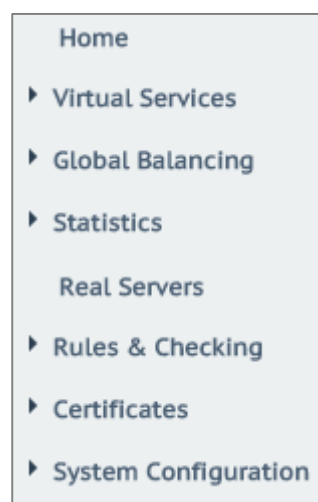 Home
Virtual Services
Global Balancing
Statistics
Real Servers
Rules & Checking
Certificates
System Configuration